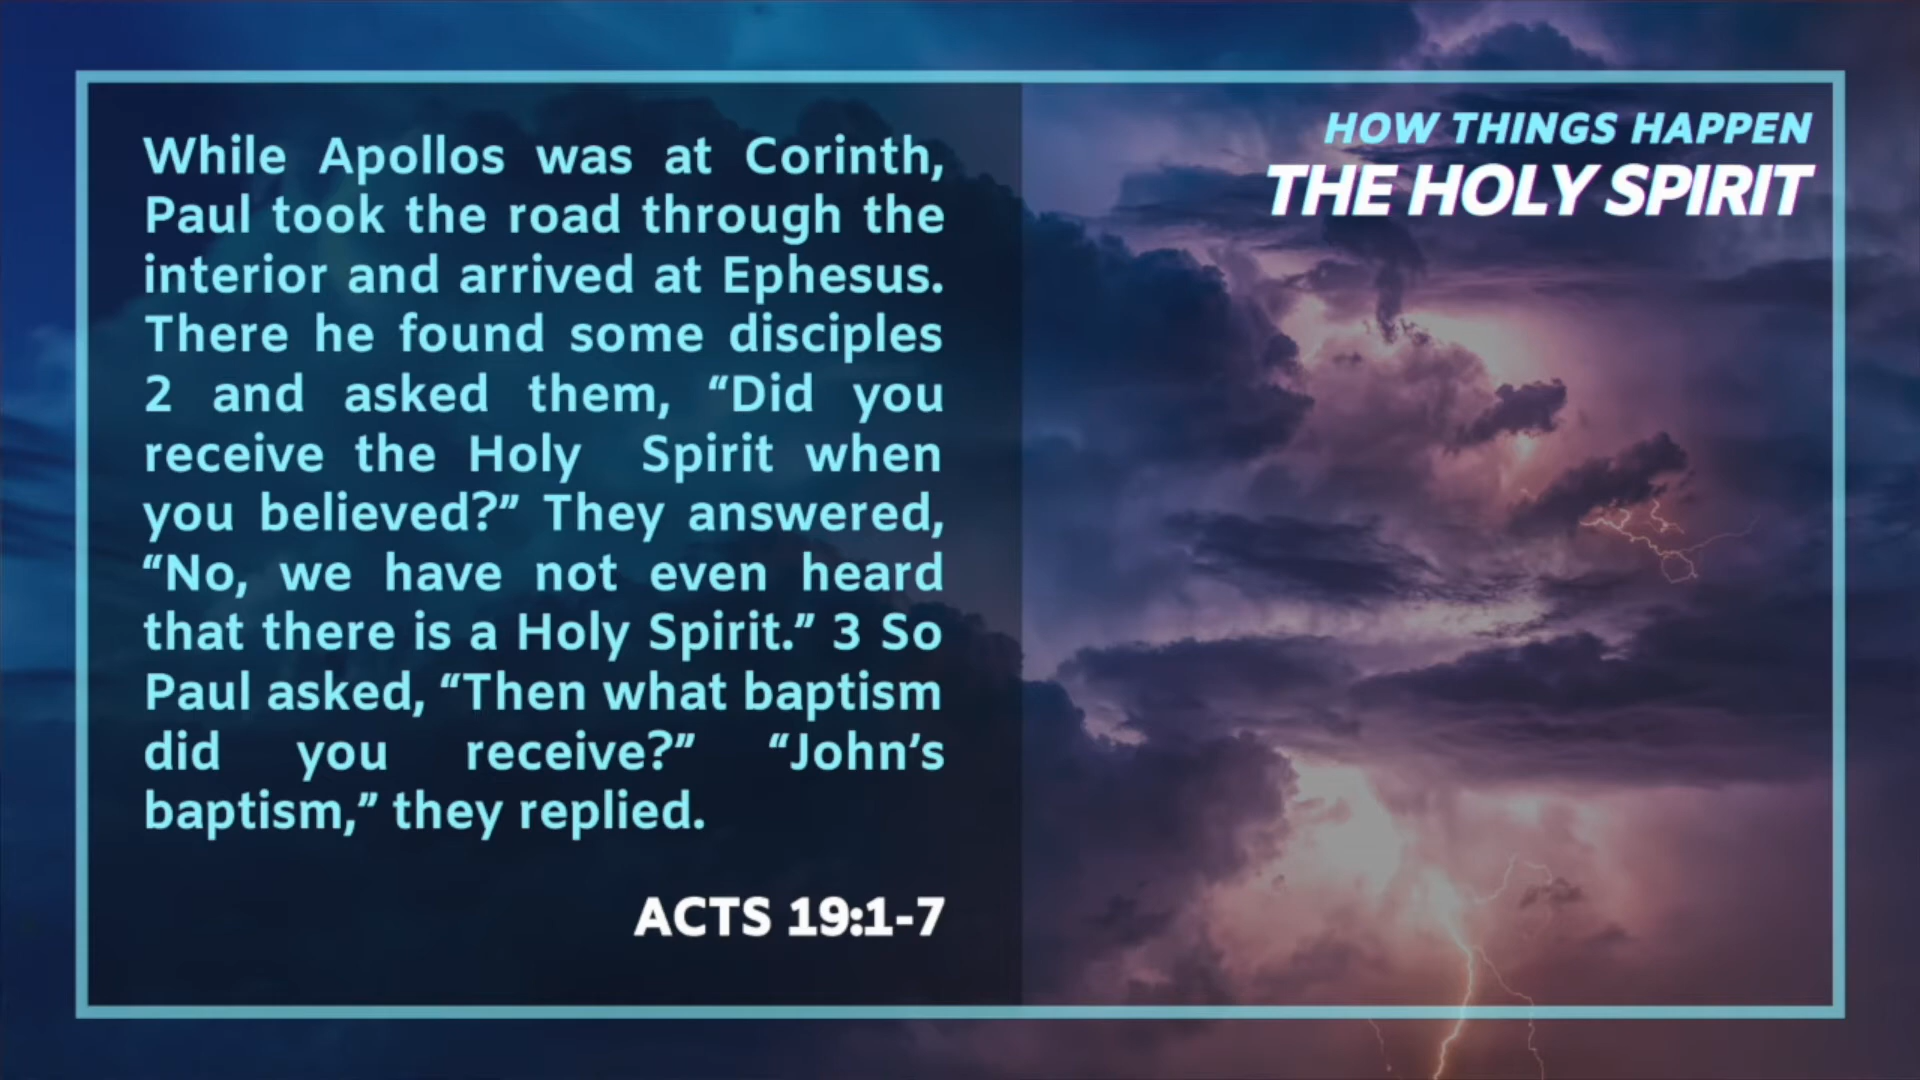 While Apollos was at Corinth,
Paul took the road through the
interior and arrived at Ephesus.
There he found some disciples
2 and asked them, “Did you
receive the Holy Spirit when
you believed?” They answered,
“No, we have not even heard
that there is a Holy Spirit.” 3 So
Paul asked, “Then what baptism
did you receive?” “John’s
baptism,” they replied.
ACTS 19:1-7
HOW THINGS HAPPEN
THE HOLY SPIRIT